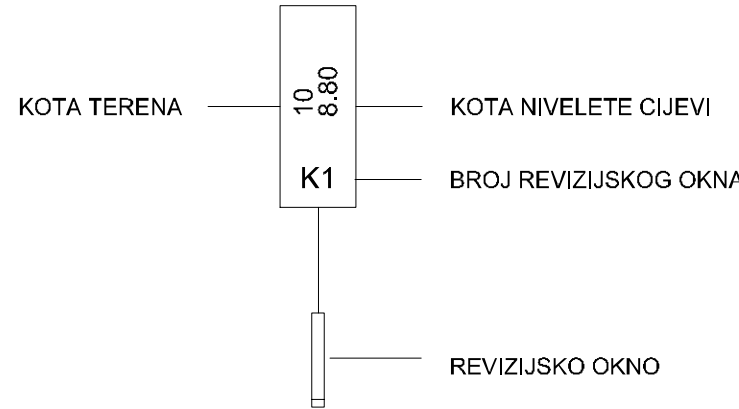 KOTA TERENA
10
8.80
KOTA NIVELETE CIJEVI
K1
BROJ REVIZIJSKOG OKNA
REVIZIJSKO OKNO